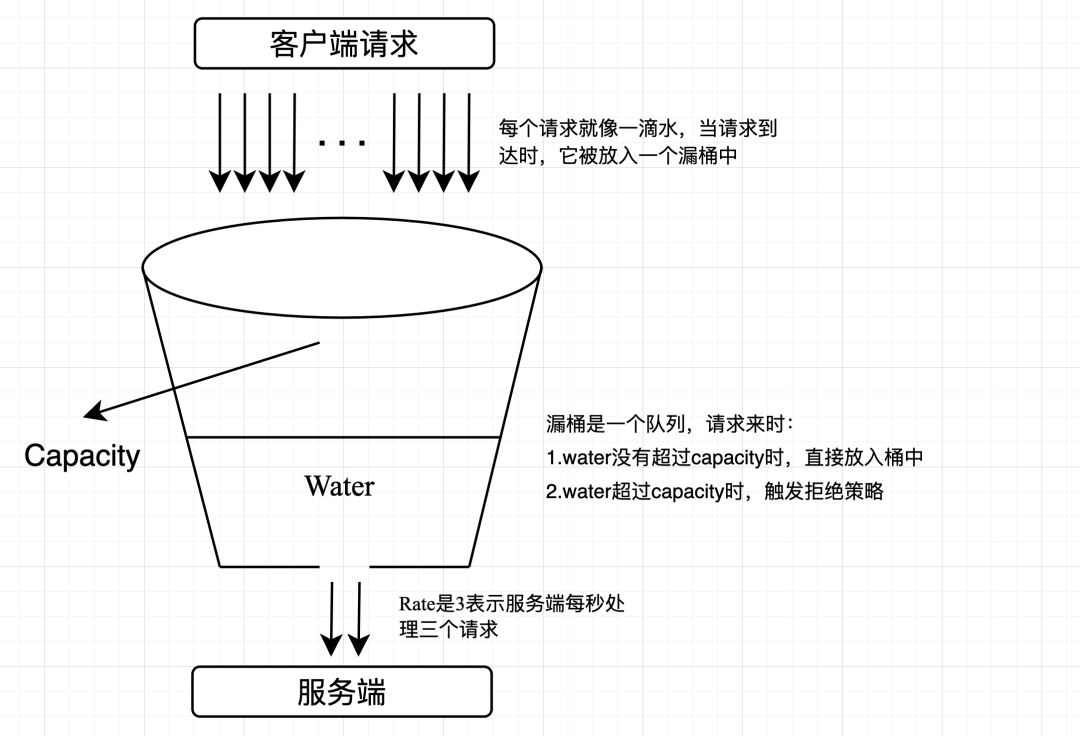 客户端请求
...
每个请求就像一滴水，当请求到
达时，它被放入一个漏桶中
Capacity
漏桶是一个队列，请求来时：
1.water没有超过capacity时，直接放入桶中
2.water超过capacity时，触发拒绝策略
Water
Rate是3表示服务端每秒处
理三个请求
服务端